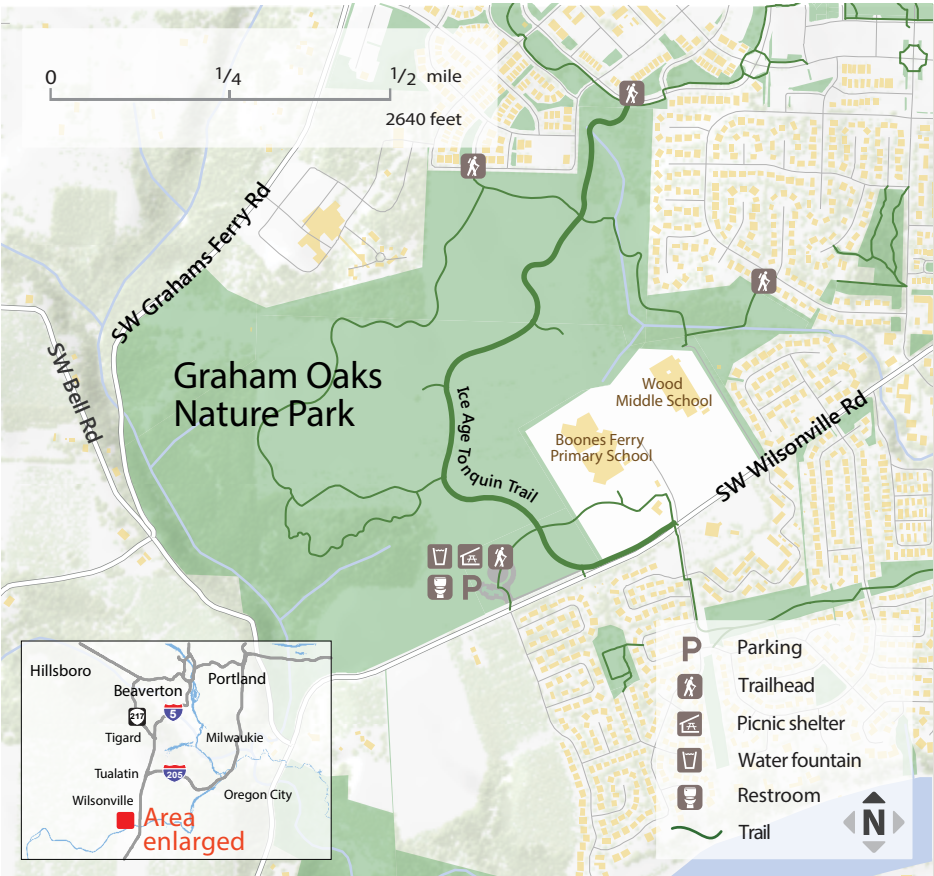 0 1/4 1/2 mile
2640 feet
SW Grahams Ferry Rd
SW Bell Rd
Graham Oaks
Nature Park
Ice Age Tonquin Trail
Wood
Middle School
Boones Ferry
Primary School
SW Wilsonville Rd
P
Hillsboro
Portland
Beaverton
217
5
Tigard
Milwaukie
Tualatin
205
Wilsonville
Oregon City
Area
enlarged
P Parking
Trailhead
Picnic shelter
Water fountain
Restroom
Trail
N